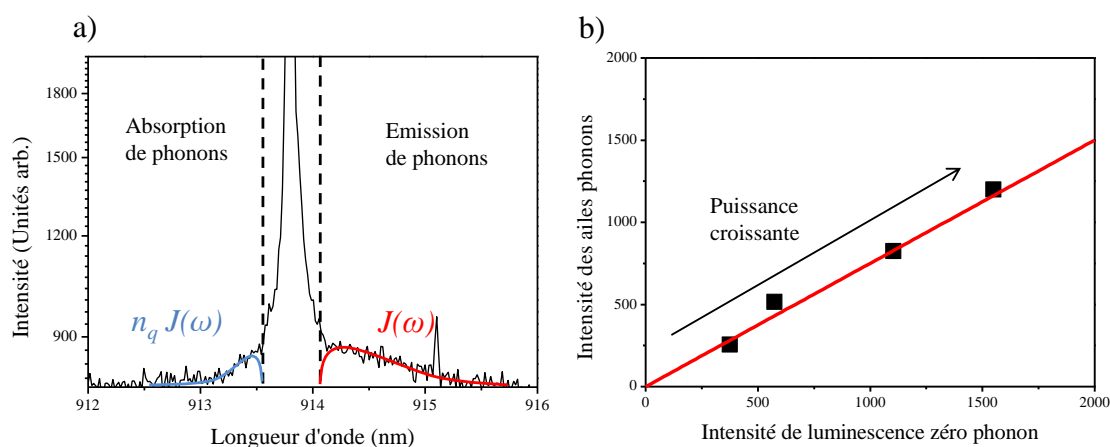 a)
Intensité (Unités arb.)
1800
1500
1200
900
Absorption
de phonons
Emission
de phonons
n_q J(ω)
J(ω)
912 913 914 915 916
Longueur d'onde (nm)
b)
Intensité des ailes phonons
2000
1500
1000
500
0
Puissance
croissante
0 500 1000 1500 2000
Intensité de luminescence zéro phonon